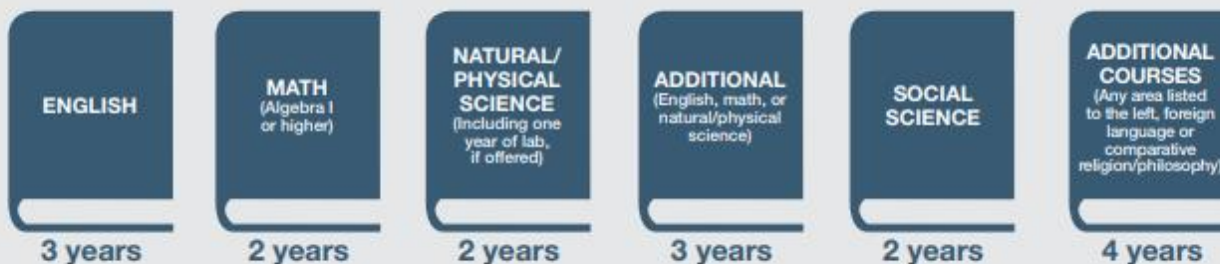 ENGLISH
3 years
MATH
(Algebra I
or higher)
2 years
NATURAL/
PHYSICAL
SCIENCE
(Including one
year of lab,
if offered)
2 years
ADDITIONAL
(English, math, or
natural/physical
science)
3 years
SOCIAL
SCIENCE
2 years
ADDITIONAL
COURSES
(Any area listed
to the left, foreign
language or
comparative
religion/philosophy)
4 years